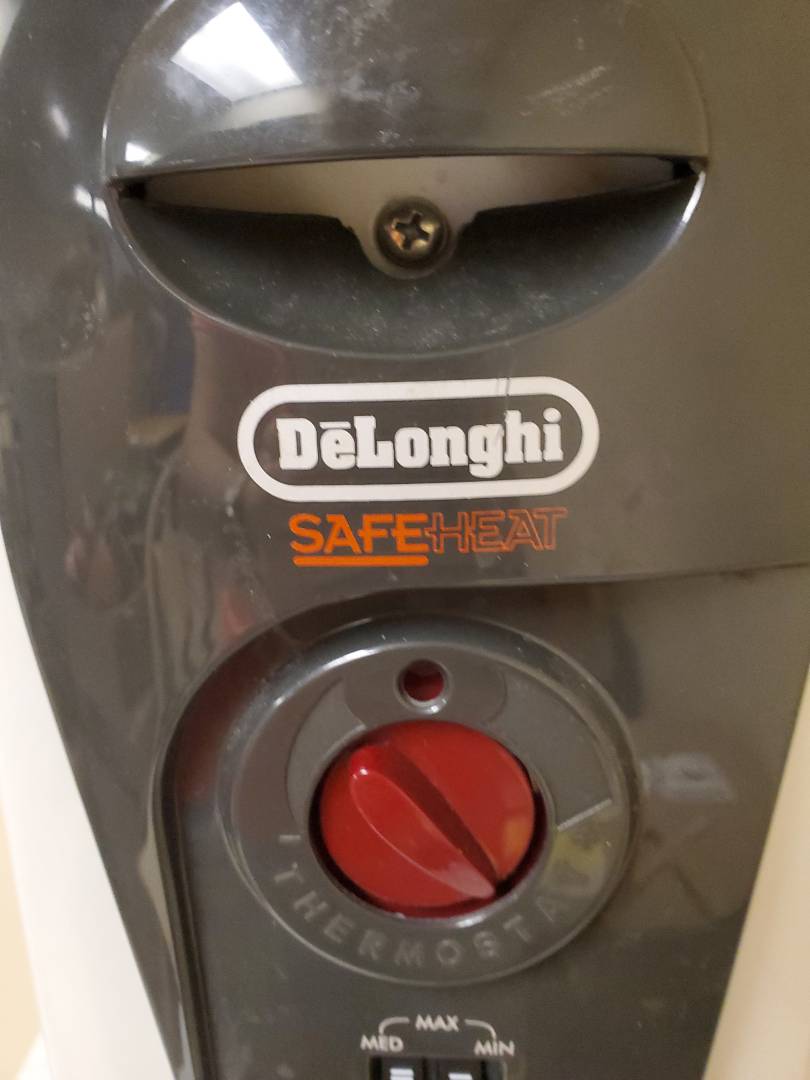 DēLonghi
SAFEHEAT
THERMOSTAT
MAX
MED MIN